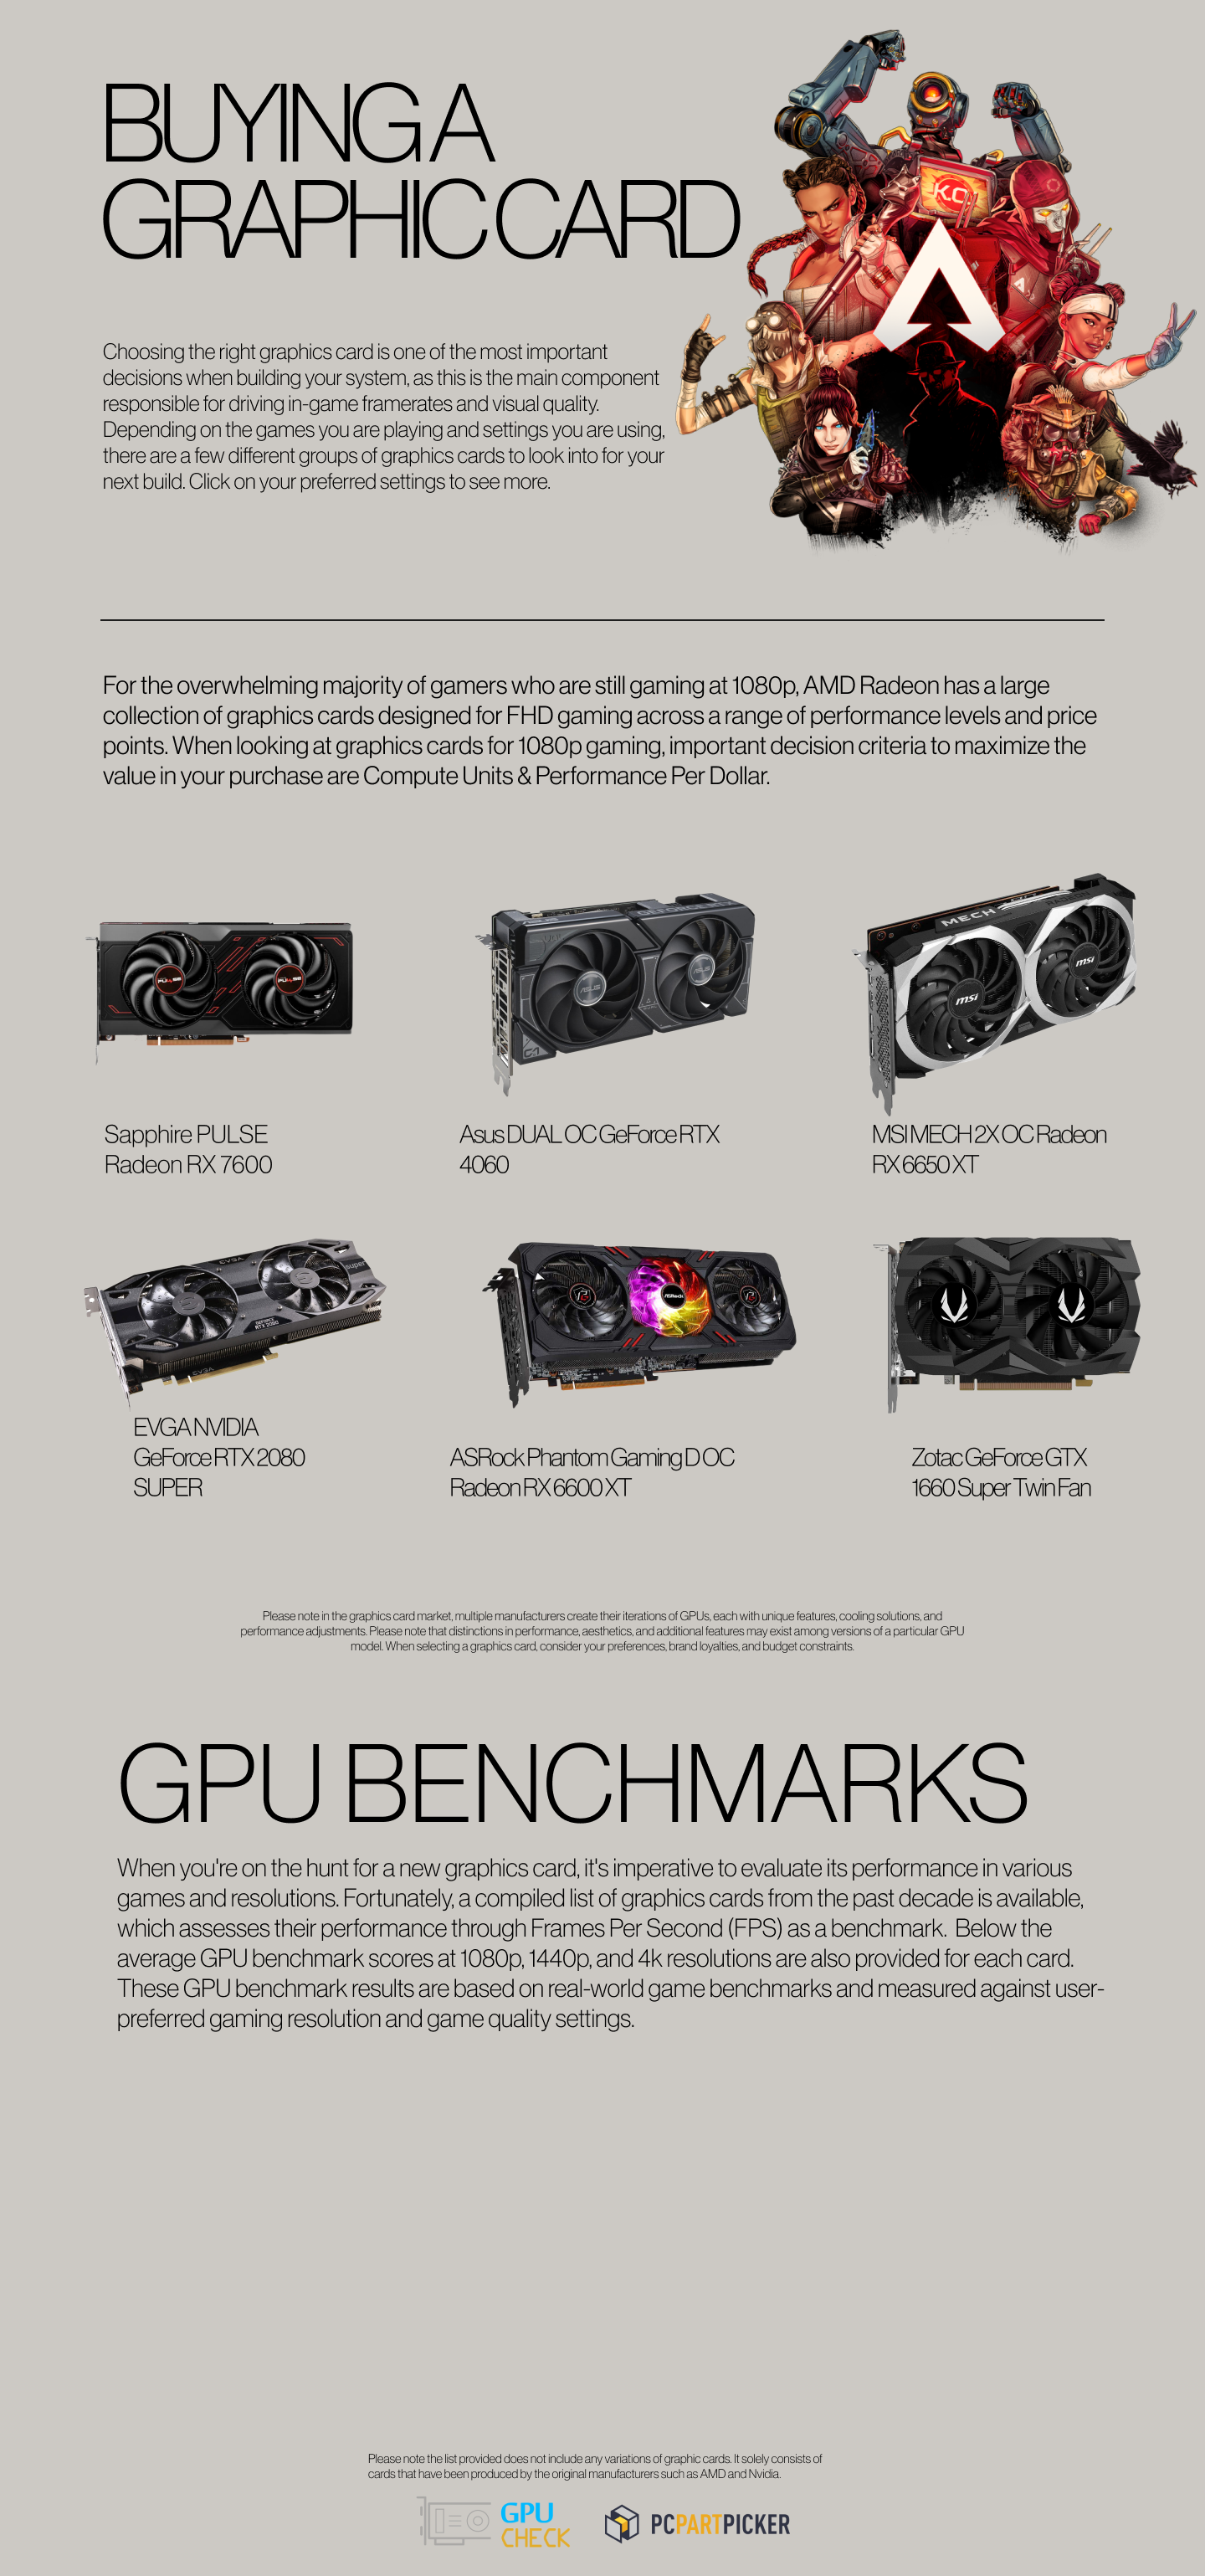 BUYING A
GRAPHIC CARD
KC
Choosing the right graphics card is one of the most important
decisions when building your system, as this is the main component
responsible for driving in-game framerates and visual quality.
Depending on the games you are playing and settings you are using,
there are a few different groups of graphics cards to look into for your
next build. Click on your preferred settings to see more.
For the overwhelming majority of gamers who are still gaming at 1080p, AMD Radeon has a large
collection of graphics cards designed for FHD gaming across a range of performance levels and price
points. When looking at graphics cards for 1080p gaming, important decision criteria to maximize the
value in your purchase are Compute Units & Performance Per Dollar.
PULSE
PULSE
ASUS
ASUS
MECH
msi
msi
Sapphire PULSE
Radeon RX 7600
Asus DUAL OC GeForce RTX
4060
MSI MECH 2X OC Radeon
RX 6650 XT
EVGA
super
GEFORCE
RTX 2080
EVGA
ASRock
EVGA NVIDIA
GeForce RTX 2080
SUPER
ASRock Phantom Gaming D OC
Radeon RX 6600 XT
Zotac GeForce GTX
1660 Super Twin Fan
Please note in the graphics card market, multiple manufacturers create their iterations of GPUs, each with unique features, cooling solutions, and
performance adjustments. Please note that distinctions in performance, aesthetics, and additional features may exist among versions of a particular GPU
model. When selecting a graphics card, consider your preferences, brand loyalties, and budget constraints.
GPU BENCHMARKS
When you're on the hunt for a new graphics card, it's imperative to evaluate its performance in various
games and resolutions. Fortunately, a compiled list of graphics cards from the past decade is available,
which assesses their performance through Frames Per Second (FPS) as a benchmark. Below the
average GPU benchmark scores at 1080p, 1440p, and 4k resolutions are also provided for each card.
These GPU benchmark results are based on real-world game benchmarks and measured against user-
preferred gaming resolution and game quality settings.
Please note the list provided does not include any variations of graphic cards. It solely consists of
cards that have been produced by the original manufacturers such as AMD and Nvidia.
GPU
CHECK
PCPARTPICKER